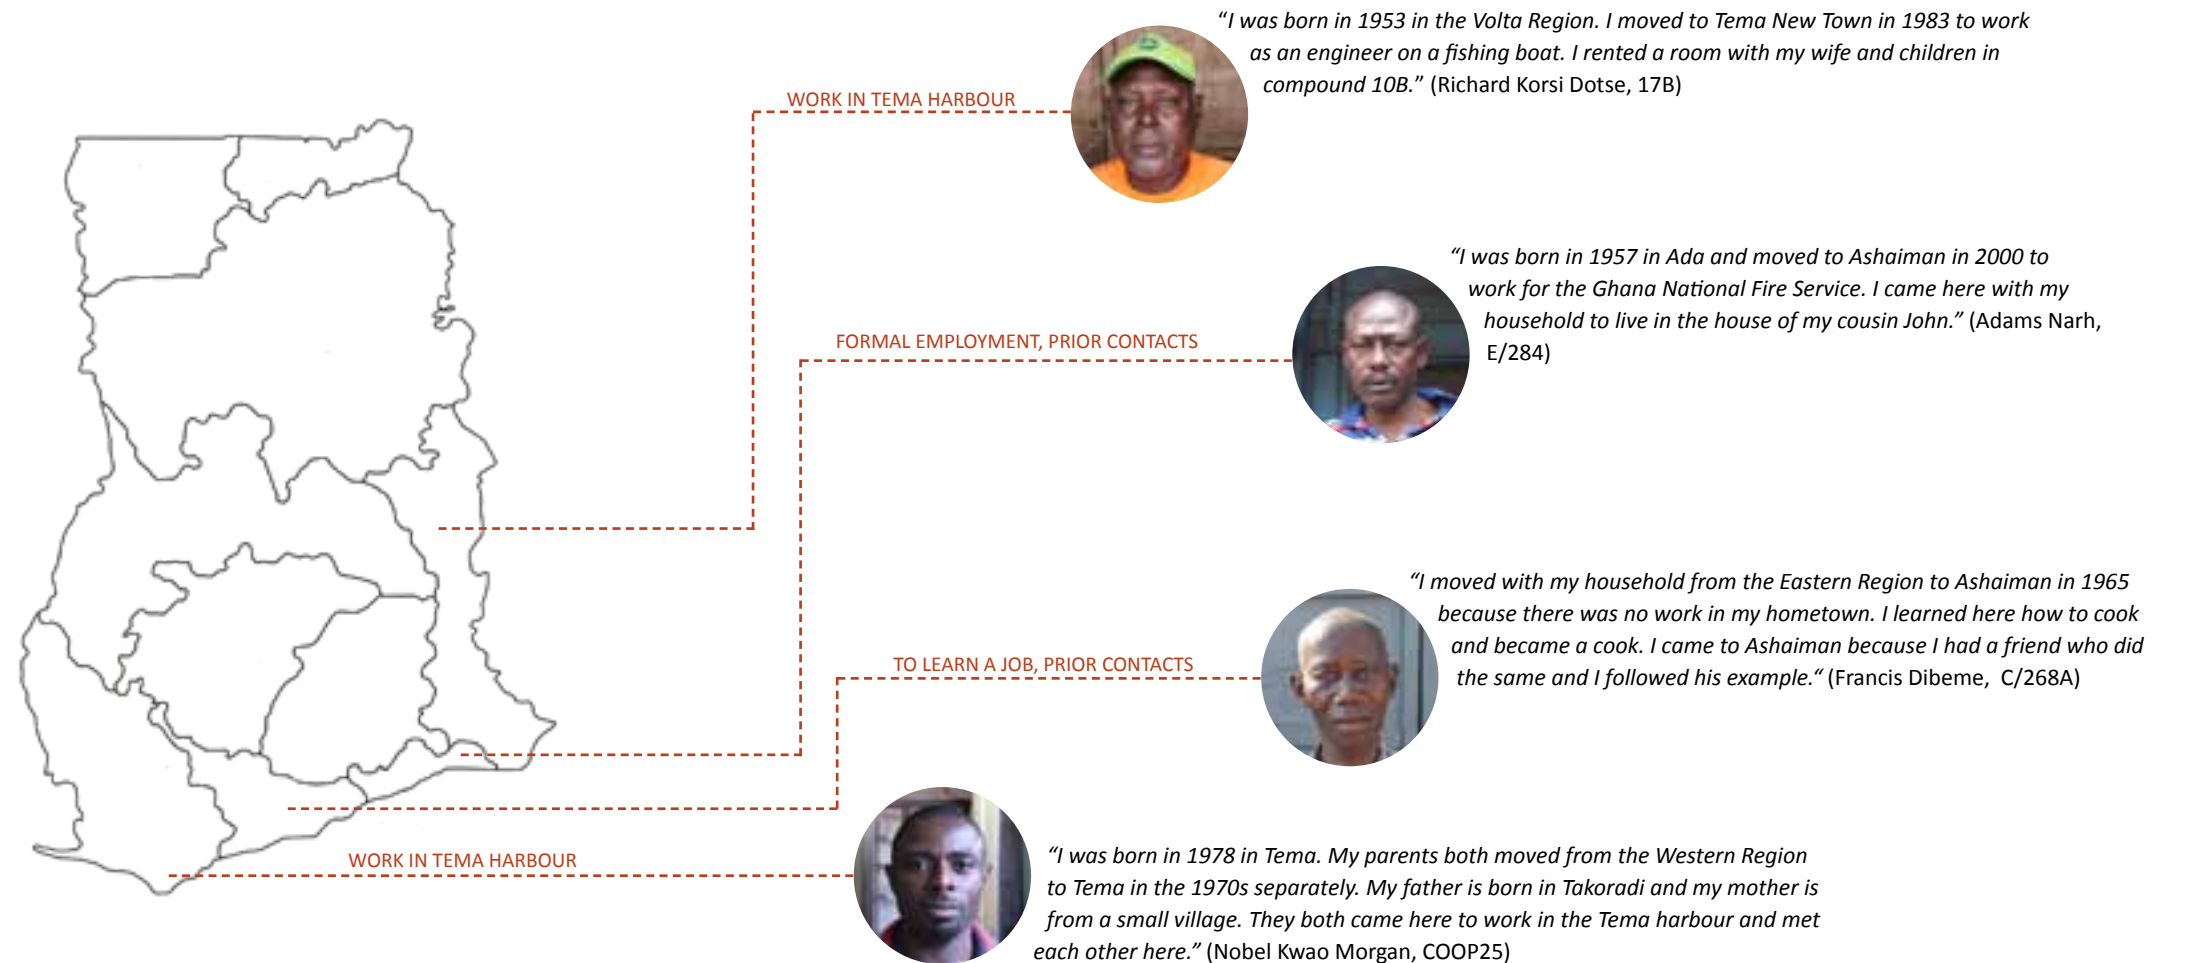 “I was born in 1953 in the Volta Region. I moved to Tema New Town in 1983 to work
as an engineer on a fishing boat. I rented a room with my wife and children in
compound 10B.” (Richard Korsi Dotse, 17B)
WORK IN TEMA HARBOUR
“I was born in 1957 in Ada and moved to Ashaiman in 2000 to
work for the Ghana National Fire Service. I came here with my
household to live in the house of my cousin John.” (Adams Narh,
E/284)
FORMAL EMPLOYMENT, PRIOR CONTACTS
“I moved with my household from the Eastern Region to Ashaiman in 1965
because there was no work in my hometown. I learned here how to cook
and became a cook. I came to Ashaiman because I had a friend who did
the same and I followed his example.“ (Francis Dibeme, C/268A)
TO LEARN A JOB, PRIOR CONTACTS
WORK IN TEMA HARBOUR
“I was born in 1978 in Tema. My parents both moved from the Western Region
to Tema in the 1970s separately. My father is born in Takoradi and my mother is
from a small village. They both came here to work in the Tema harbour and met
each other here.” (Nobel Kwao Morgan, COOP25)